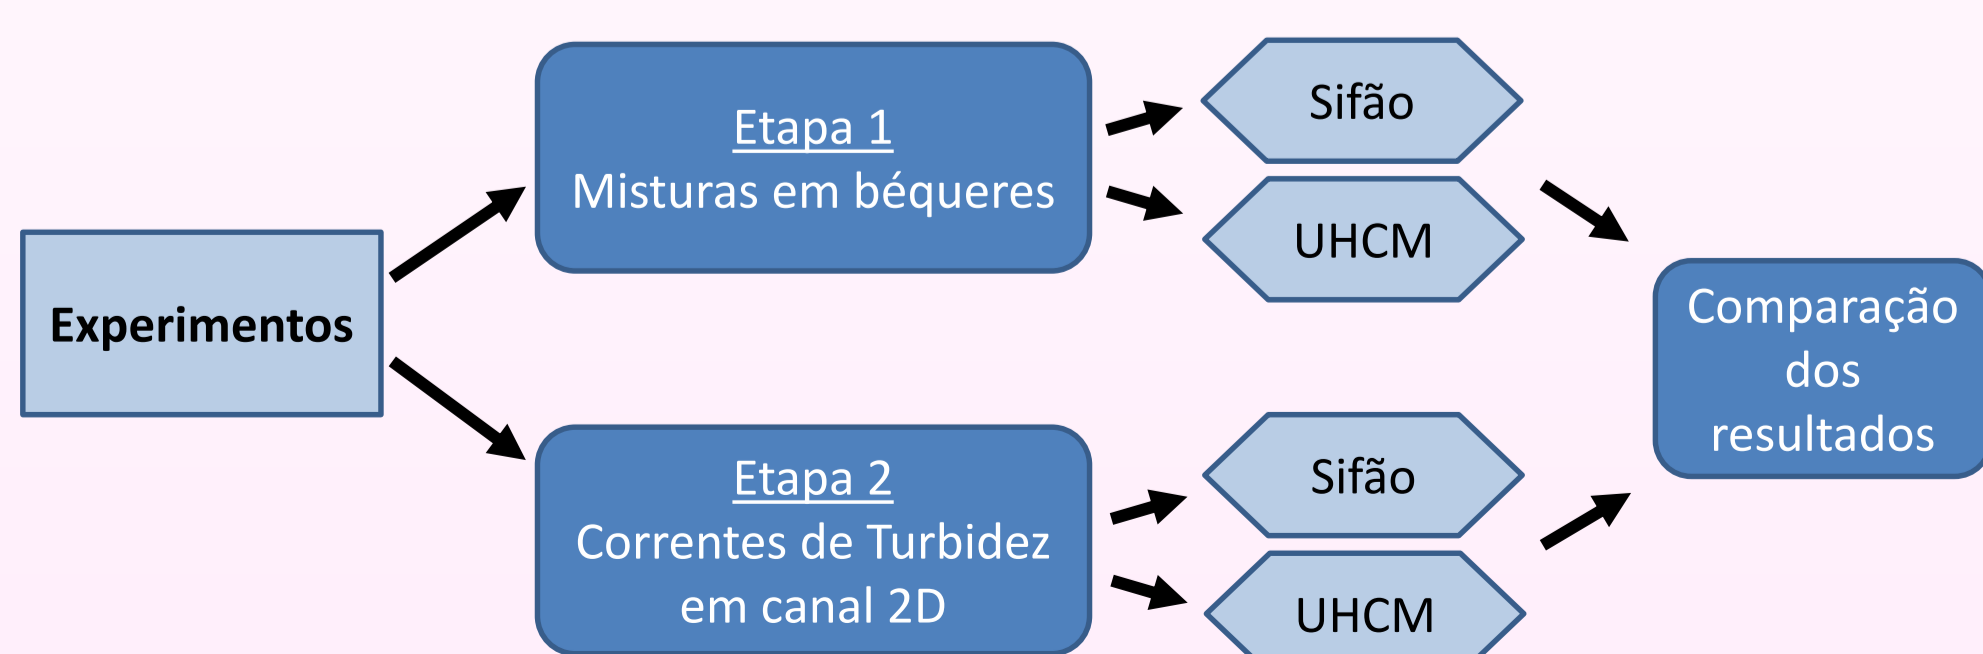 Experimentos
Etapa 1
Misturas em béqueres
Sifão
UHCM
Etapa 2
Correntes de Turbidez
em canal 2D
Sifão
UHCM
Comparação
dos
resultados